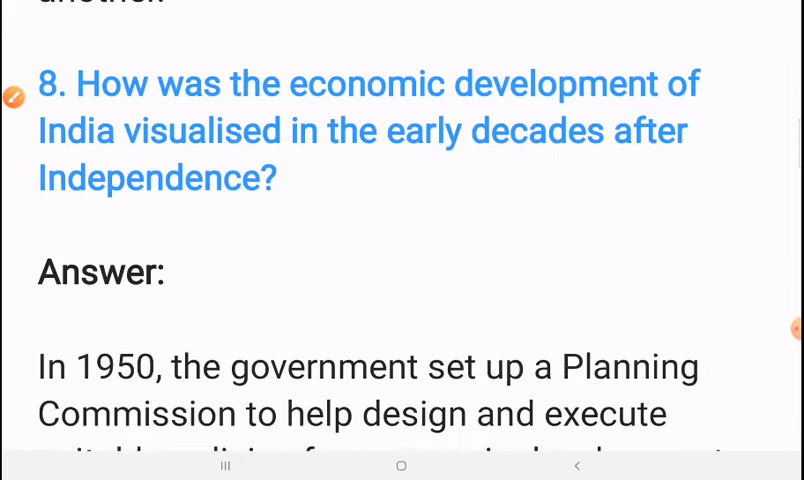 8. How was the economic development of
India visualised in the early decades after
Independence?
Answer:
In 1950, the government set up a Planning
Commission to help design and execute